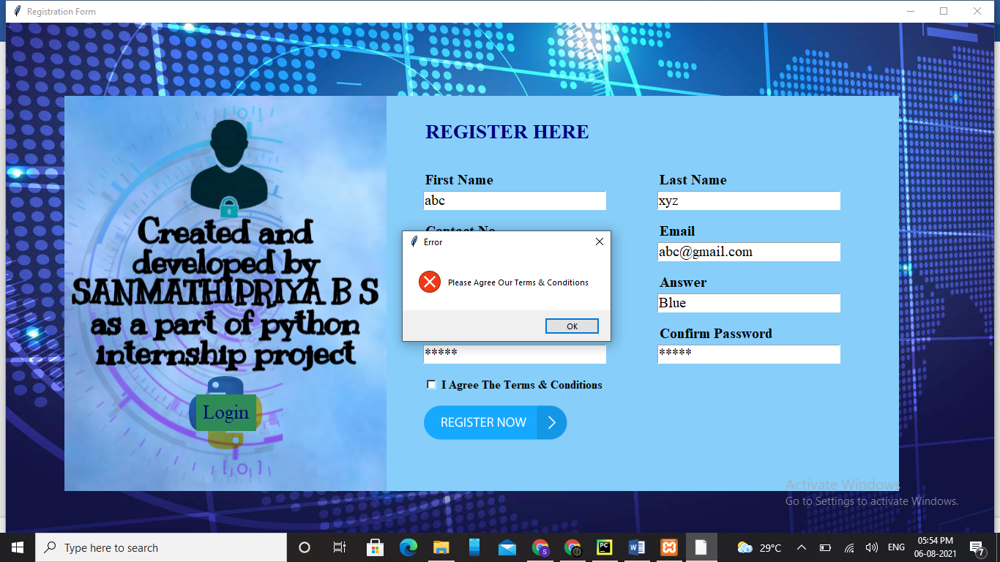 Registration Form
REGISTER HERE
First Name
Last Name
abc
xyz
Contact No
Email
abc@gmail.com
Error
Please Agree Our Terms & Conditions
OK
Answer
Blue
Confirm Password
*****
*****
I Agree The Terms & Conditions
REGISTER NOW
Created and
developed by
SANMATHIPRIYA B S
as a part of python
internship project
Login
Activate Windows
Go to Settings to activate Windows.
Type here to search
29°C
ENG
05:54 PM
06-08-2021
7